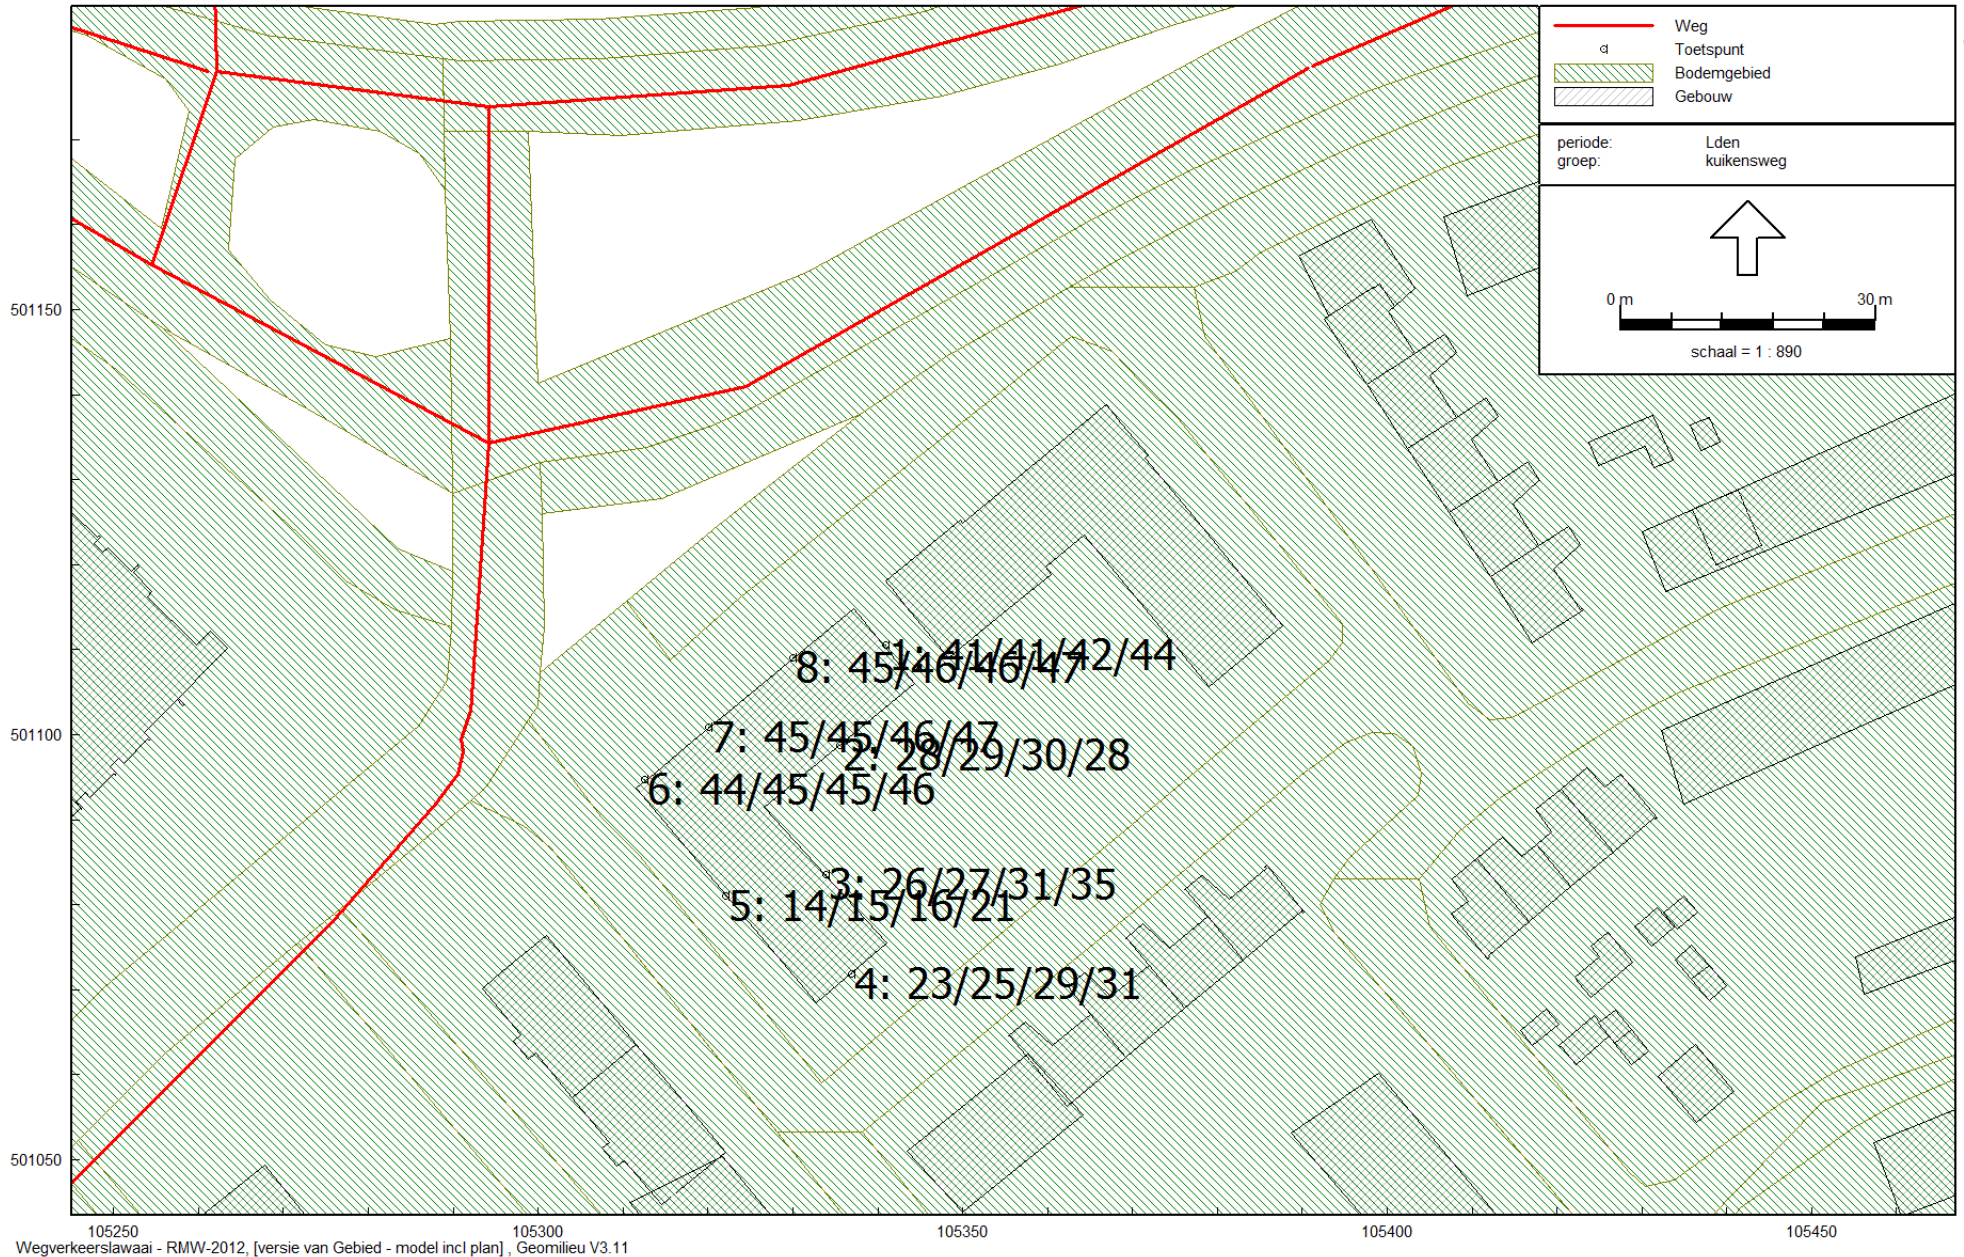 Weg
Toetspunt
Bodemgebied
Gebouw
periode: Lden
groep: kuikensweg
0 m 30 m
schaal = 1 : 890
501150
501100
501050
1: 41/41/42/44
8: 45/46/46/47
7: 45/45/46/47
2: 28/29/30/28
6: 44/45/45/46
3: 26/27/31/35
5: 14/15/16/21
4: 23/25/29/31
105250 105300 105350 105400 105450
Wegverkeerslawaai - RMW-2012, [versie van Gebied - model incl plan] , Geomilieu V3.11